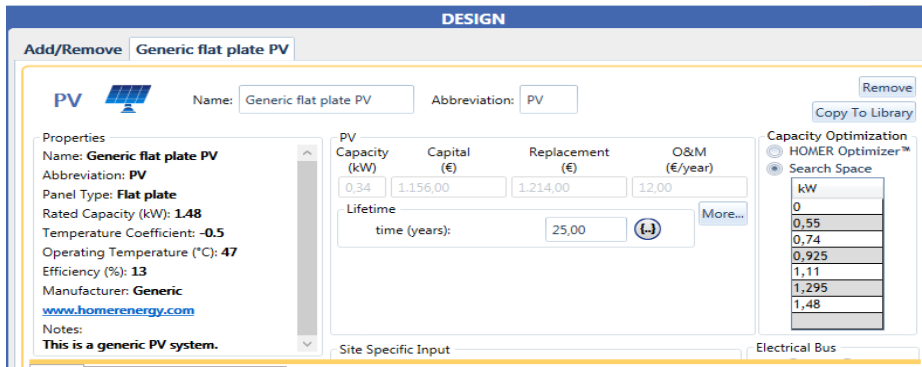 DESIGN
Add/Remove Generic flat plate PV
PV Name: Generic flat plate PV Abbreviation: PV
Remove
Copy To Library
Properties
Name: Generic flat plate PV
Abbreviation: PV
Panel Type: Flat plate
Rated Capacity (kW): 1.48
Temperature Coefficient: -0.5
Operating Temperature (°C): 47
Efficiency (%): 13
Manufacturer: Generic
www.homerenergy.com
Notes:
This is a generic PV system.
PV
Capacity Capital Replacement O&M
(kW) (€) (€) (€/year)
0,34 1.156,00 1.214,00 12,00
Lifetime
time (years): 25,00 {..}
More...
Site Specific Input
Capacity Optimization
HOMER Optimizer™
Search Space
kW
0
0,55
0,74
0,925
1,11
1,295
1,48
Electrical Bus